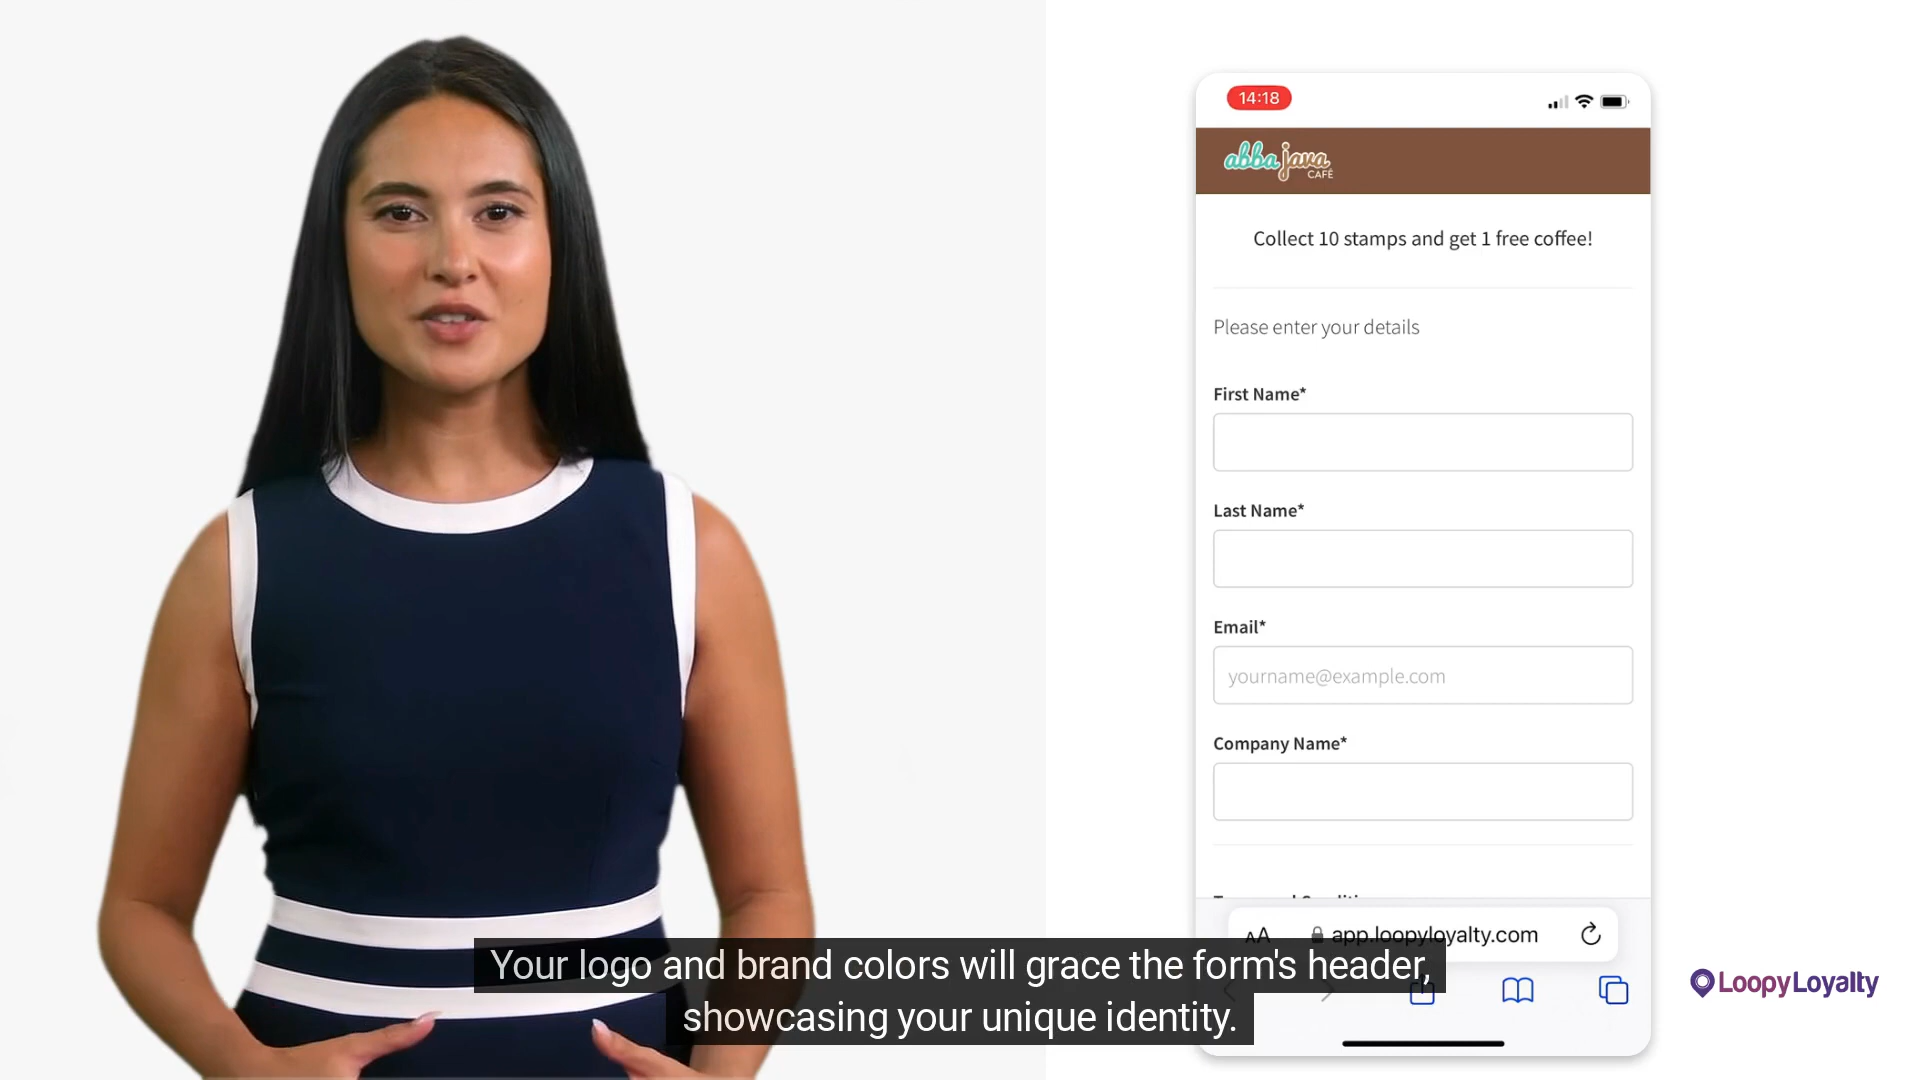 14:18
abba java
CAFÉ
Collect 10 stamps and get 1 free coffee!
Please enter your details
First Name*
Last Name*
Email*
yourname@example.com
Company Name*
AA app.loopyloyalty.com
Your logo and brand colors will grace the form's header,
showcasing your unique identity.
LoopyLoyalty